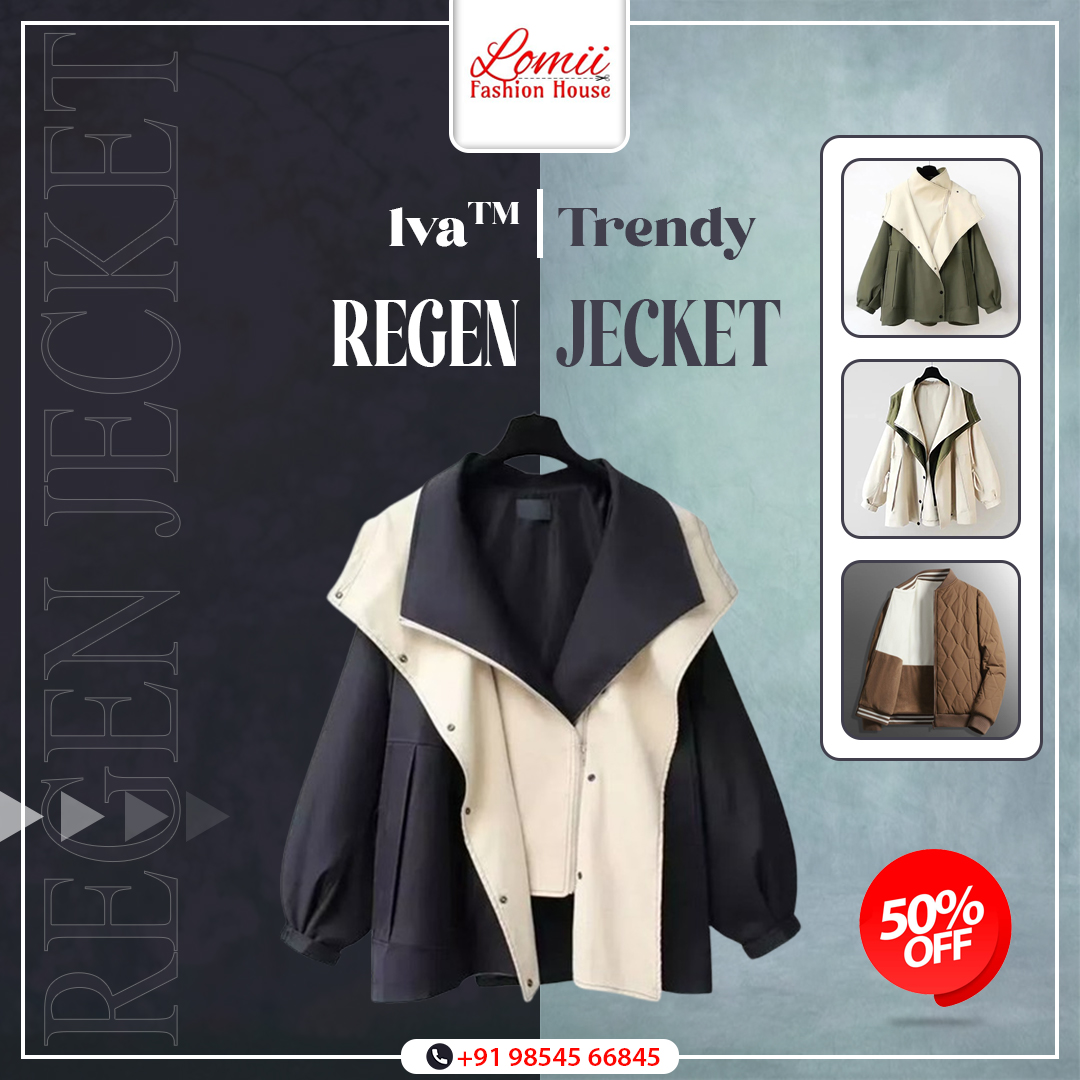 Lomii
Fashion House
lva™ | Trendy
REGEN JECKET
REGEN JECKET
50%
OFF
+91 98545 66845